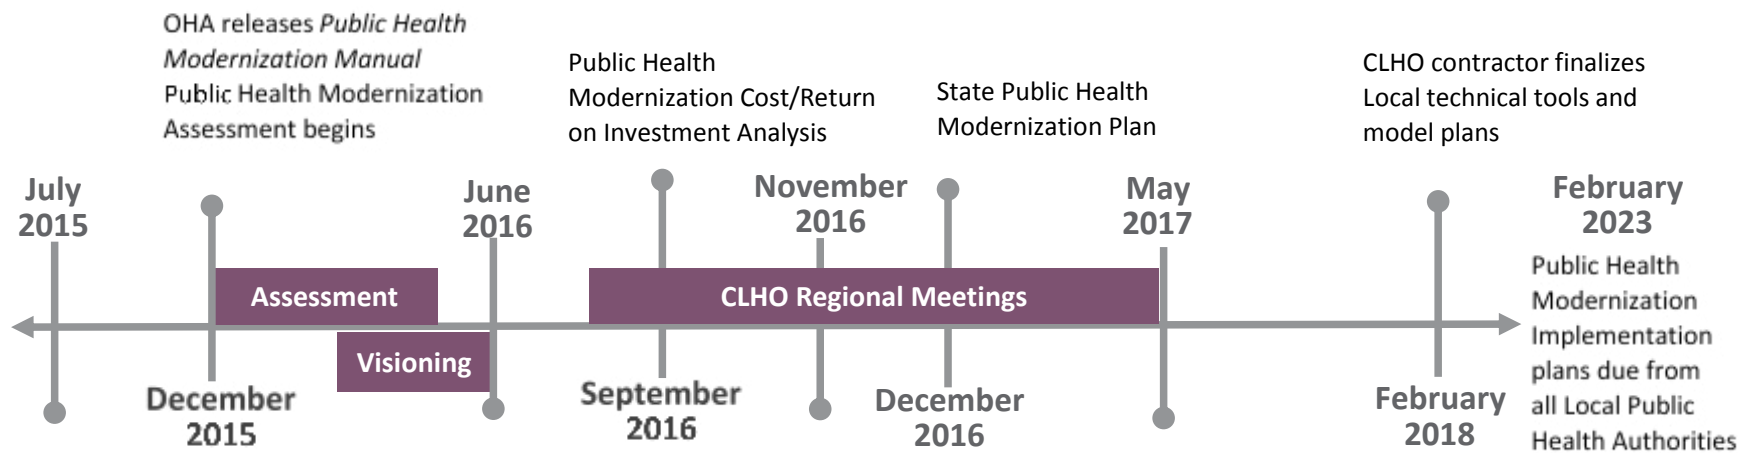 OHA releases Public Health
Modernization Manual
Public Health Modernization
Assessment begins
Public Health
Modernization Cost/Return
on Investment Analysis
State Public Health
Modernization Plan
CLHO contractor finalizes
Local technical tools and
model plans
July
2015
June
2016
November
2016
May
2017
February
2023
Public Health
Modernization
Implementation
plans due from
all Local Public
Health Authorities
Assessment
CLHO Regional Meetings
Visioning
December
2015
September
2016
December
2016
February
2018